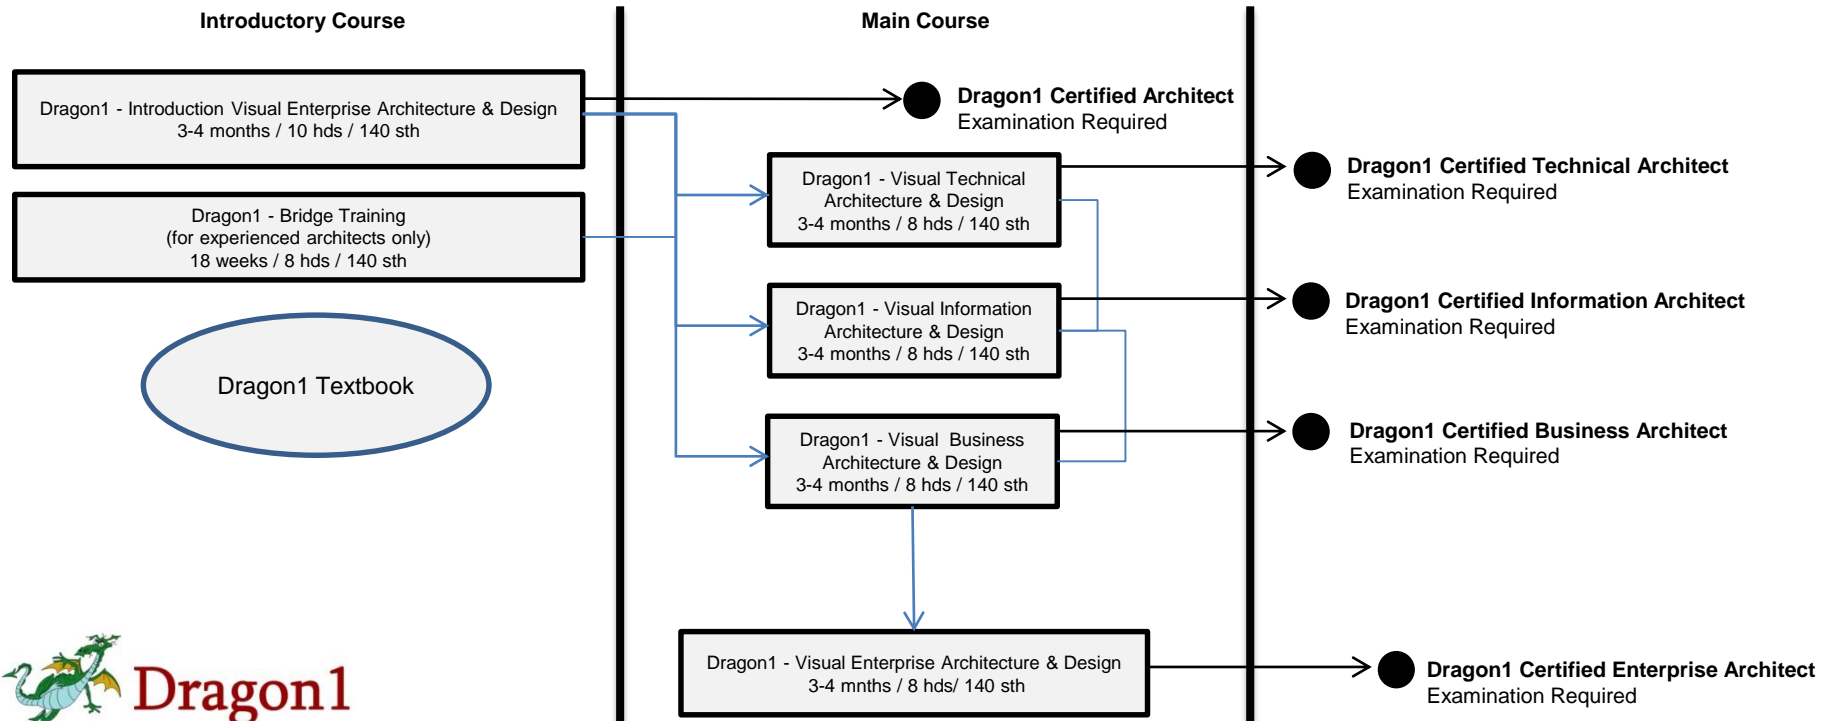 Introductory Course
Main Course
Dragon1 - Introduction Visual Enterprise Architecture & Design
3-4 months / 10 hds / 140 sth
Dragon1 Certified Architect
Examination Required
Dragon1 - Visual Technical
Architecture & Design
3-4 months / 8 hds / 140 sth
Dragon1 Certified Technical Architect
Examination Required
Dragon1 - Bridge Training
(for experienced architects only)
18 weeks / 8 hds / 140 sth
Dragon1 - Visual Information
Architecture & Design
3-4 months / 8 hds / 140 sth
Dragon1 Certified Information Architect
Examination Required
Dragon1 Textbook
Dragon1 - Visual  Business
Architecture & Design
3-4 months / 8 hds / 140 sth
Dragon1 Certified Business Architect
Examination Required
Dragon1 - Visual Enterprise Architecture & Design
3-4 mnths / 8 hds/ 140 sth
Dragon1 Certified Enterprise Architect
Examination Required
Dragon1